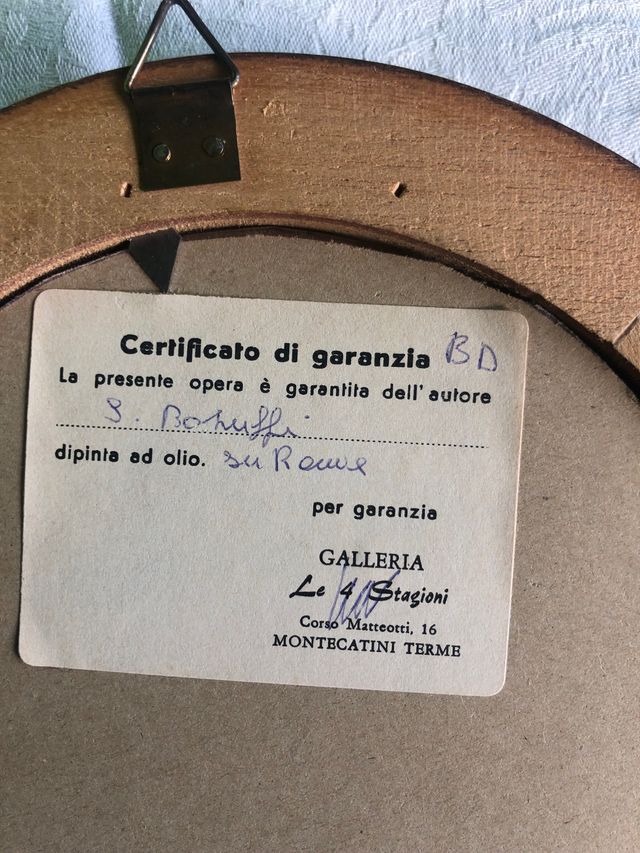 Certificato di garanzia BD
La presente opera è garantita dell'autore
S.
dipinta ad olio. su Rame
per garanzia
GALLERIA
Le 4 Stagioni
Corso Matteotti, 16
MONTECATINI TERME